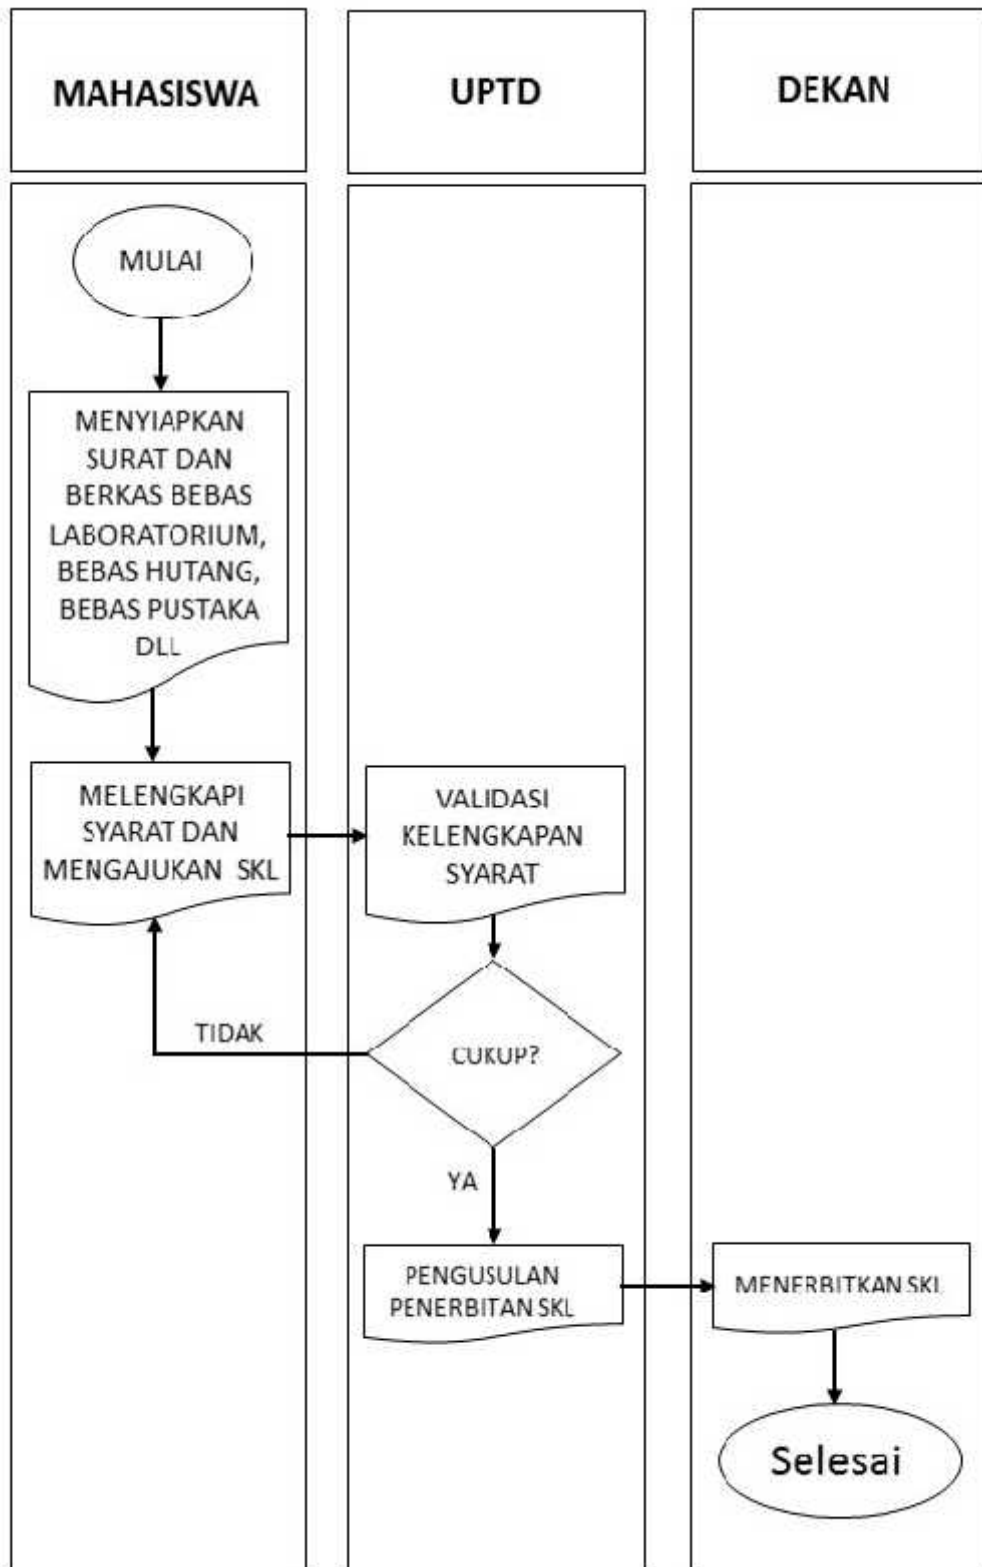 MAHASISWA
UPTD
DEKAN
MULAI
MENYIAPKAN
SURAT DAN
BERKAS BEBAS
LABORATORIUM,
BEBAS HUTANG,
BEBAS PUSTAKA
DLL
MELENGKAPI
SYARAT DAN
MENGAJUKAN SKL
VALIDASI
KELENGKAPAN
SYARAT
TIDAK
CUKUP?
YA
PENGUSULAN
PENERBITAN SKL
MENERBITKAN SKL
Selesai